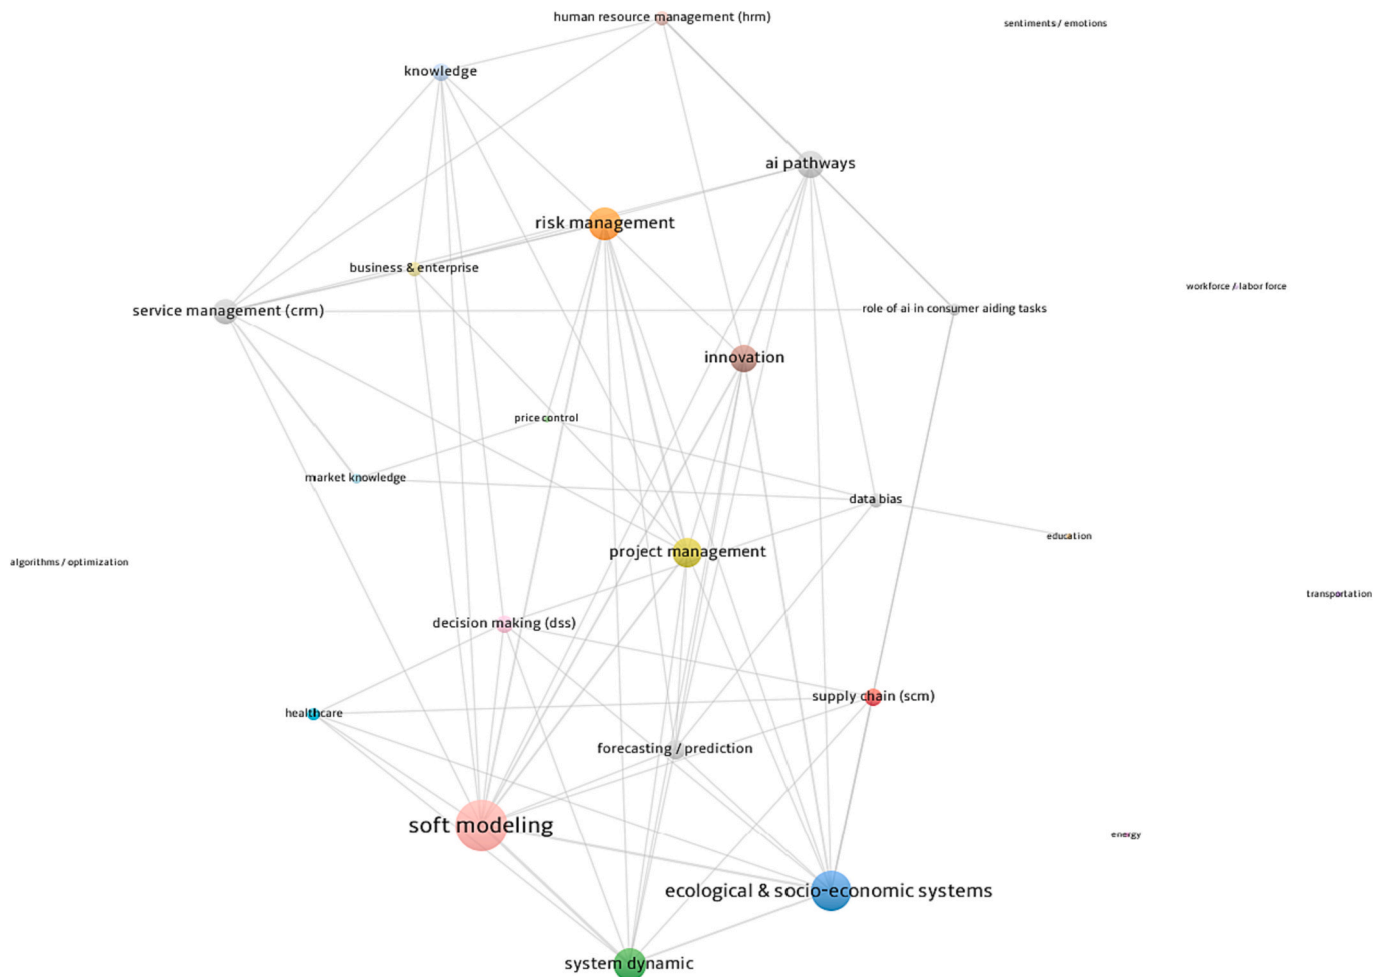 human resource management (hrm)
sentiments / emotions
knowledge
ai pathways
risk management
business & enterprise
workforce / labor force
service management (crm)
role of ai in consumer aiding tasks
innovation
price control
market knowledge
data bias
education
project management
algorithms / optimization
transportation
decision making (dss)
supply chain (scm)
healthcare
forecasting / prediction
soft modeling
energy
ecological & socio-economic systems
system dynamic